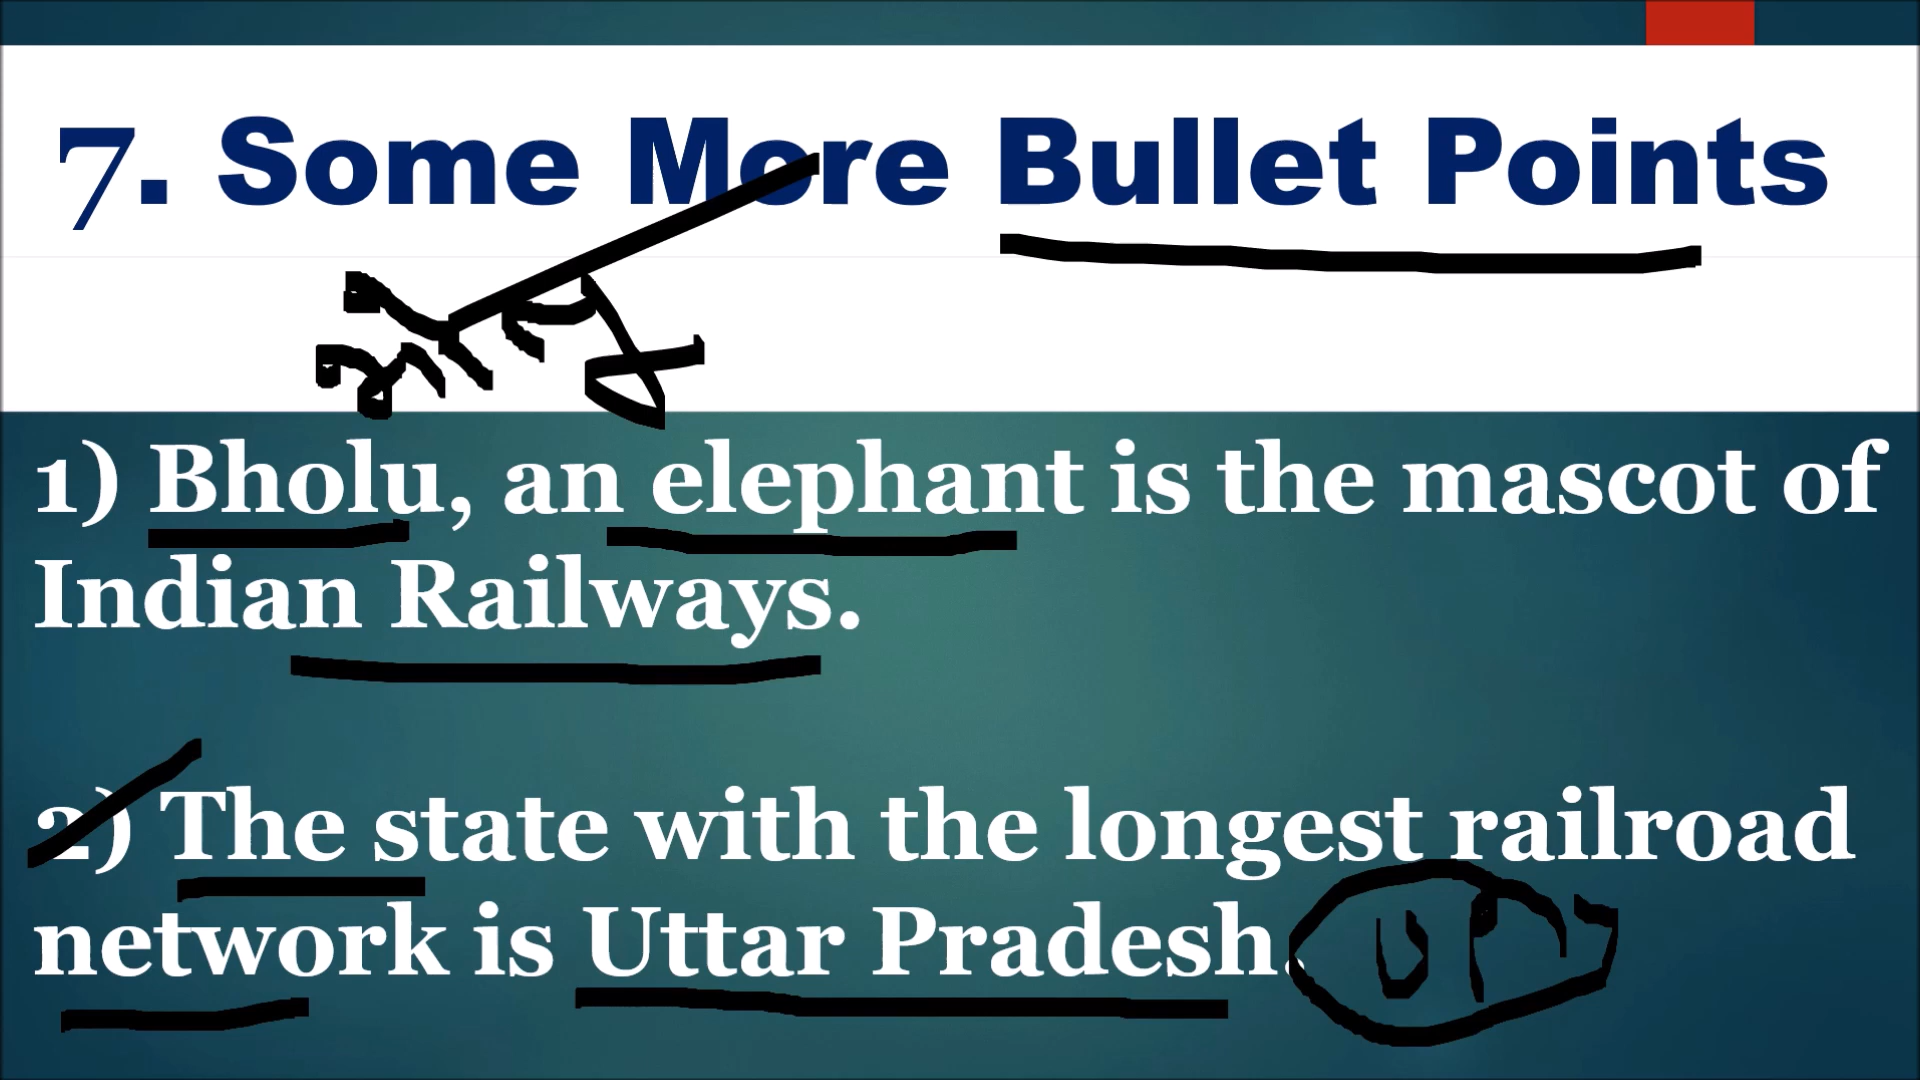 7. Some More Bullet Points
1) Bholu, an elephant is the mascot of
Indian Railways.
2) The state with the longest railroad
network is Uttar Pradesh.
UP